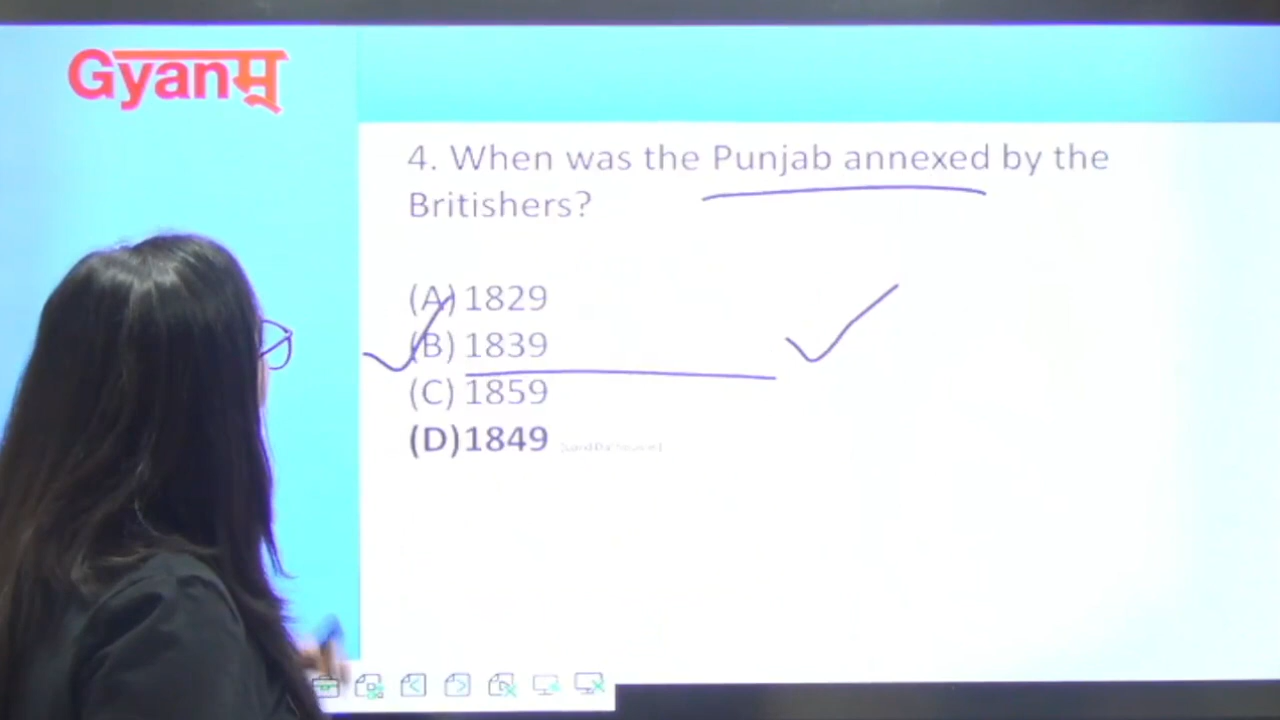 Gyanम्
4. When was the Punjab annexed by the
Britishers?
(A) 1829
(B) 1839
(C) 1859
(D)1849